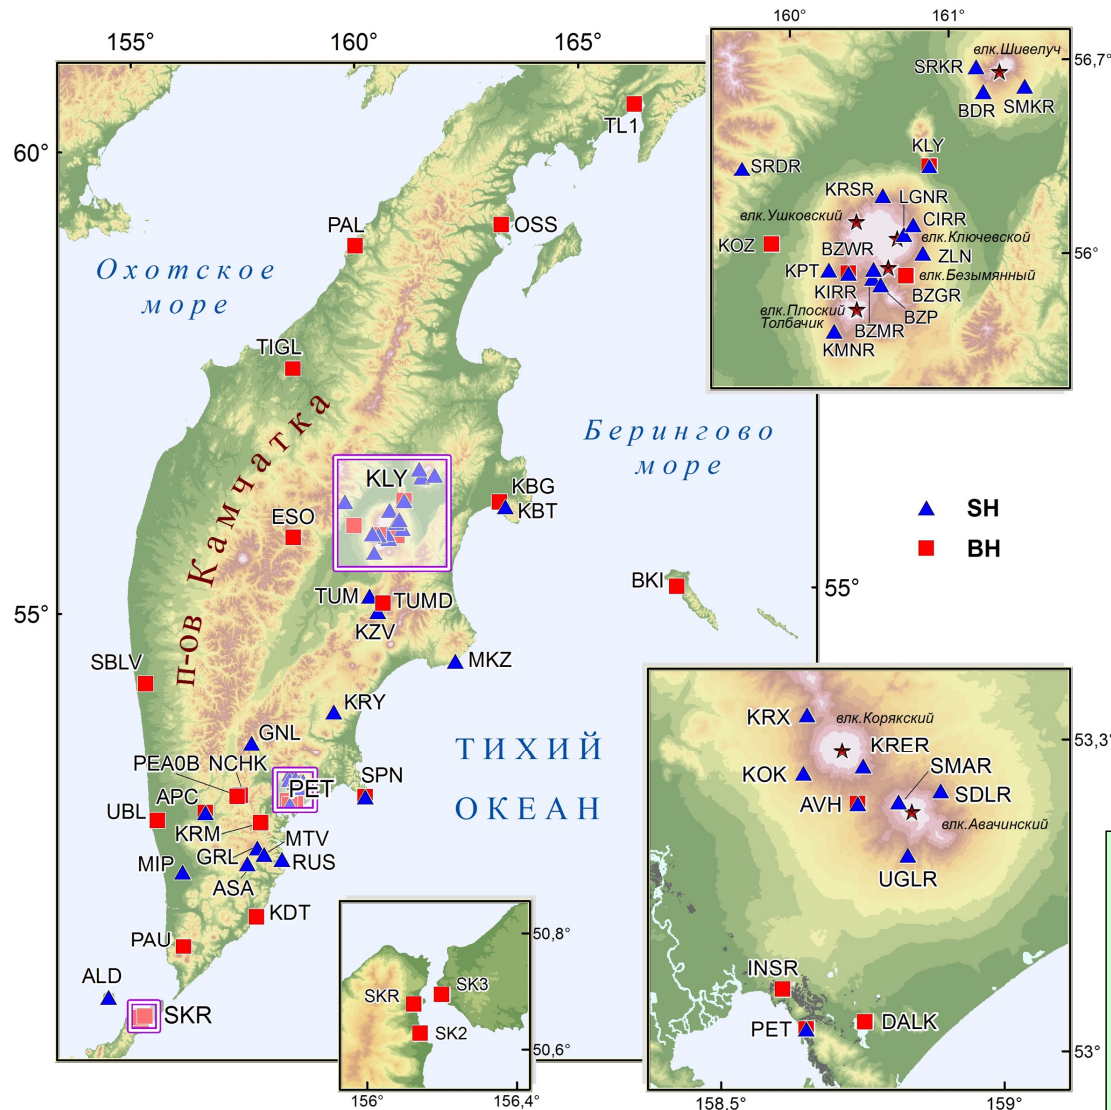 155°
160°
165°
60°
55°
55°
Охотское
море
Берингово
море
ТИХИЙ
ОКЕАН
п-ов Камчатка
TL1
PAL
OSS
TIGL
KLY
KBG
KBT
ESO
BKI
TUM
TUMD
KZV
MKZ
SBLV
KRY
GNL
PEA0B
NCHK
PET
SPN
APC
UBL
KRM
MTV
GRL
RUS
MIP
ASA
KDT
PAU
ALD
SKR
160°
161°
56,7°
56°
влк.Шивелуч
SRKR
BDR
SMKR
KLY
SRDR
KRSR
LGNR
влк.Ушковский
CIRR
влк.Ключевской
KOZ
BZWR
ZLN
KPT
влк.Безымянный
KIRR
BZGR
влк.Плоский
Толбачик
BZP
BZMR
KMNR
SH
BH
KRX
влк.Корякский
KRER
KOK
SMAR
SDLR
AVH
влк.Авачинский
UGLR
INSR
PET
DALK
53,3°
53°
158.5°
159°
SKR
SK3
SK2
50,8°
50,6°
156°
156,4°